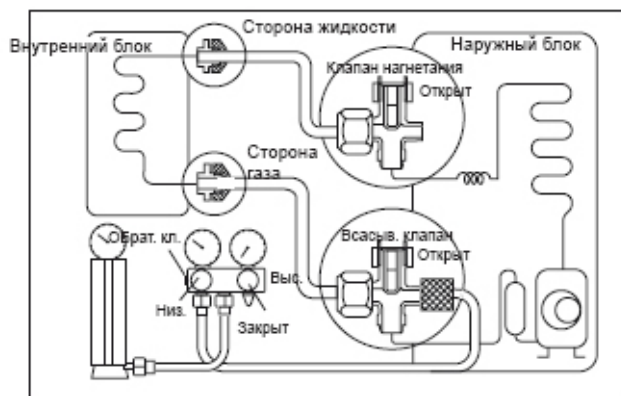 Сторона жидкости
Внутренний блок
Наружный блок
Клапан нагнетания
Открыт
Сторона
газа
Всасыв. клапан
Открыт
Обрат. кл.
Выс.
Низ.
Закрыт